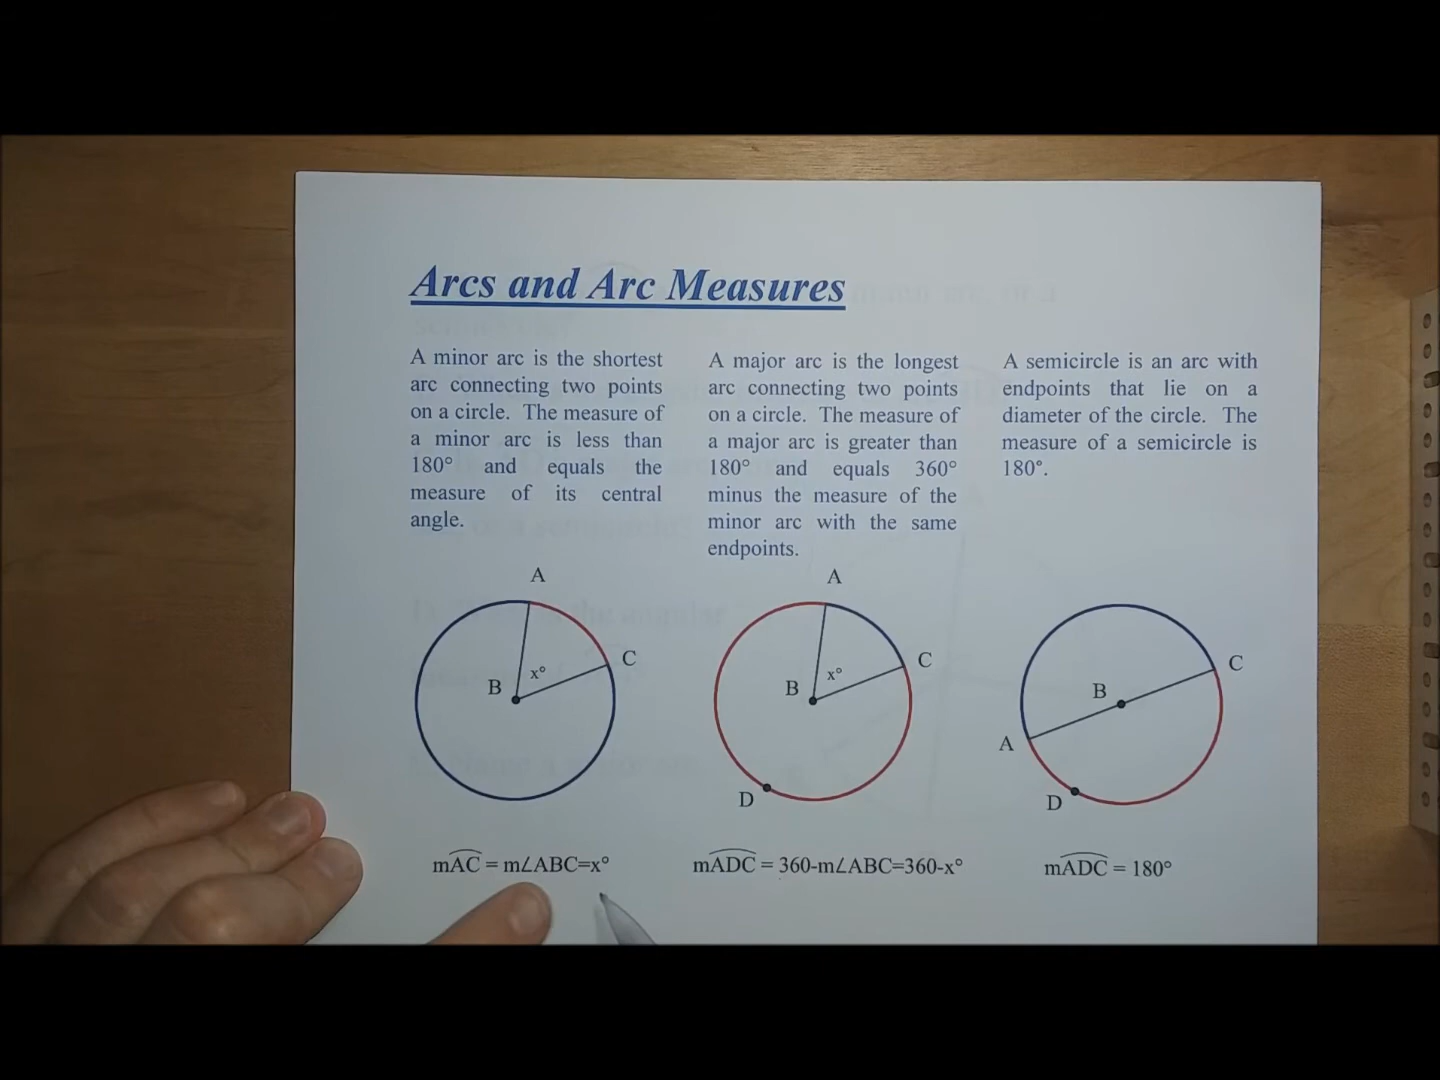 Arcs and Arc Measures
A minor arc is the shortest
arc connecting two points
on a circle. The measure of
a minor arc is less than
180° and equals the
measure of its central
angle.
A major arc is the longest
arc connecting two points
on a circle. The measure of
a major arc is greater than
180° and equals 360°
minus the measure of the
minor arc with the same
endpoints.
A semicircle is an arc with
endpoints that lie on a
diameter of the circle. The
measure of a semicircle is
180°.
A
C
x°
B
A
C
x°
B
D
C
B
A
D
mAC = m∠ABC=x°
mADC = 360-m∠ABC=360-x°
mADC = 180°